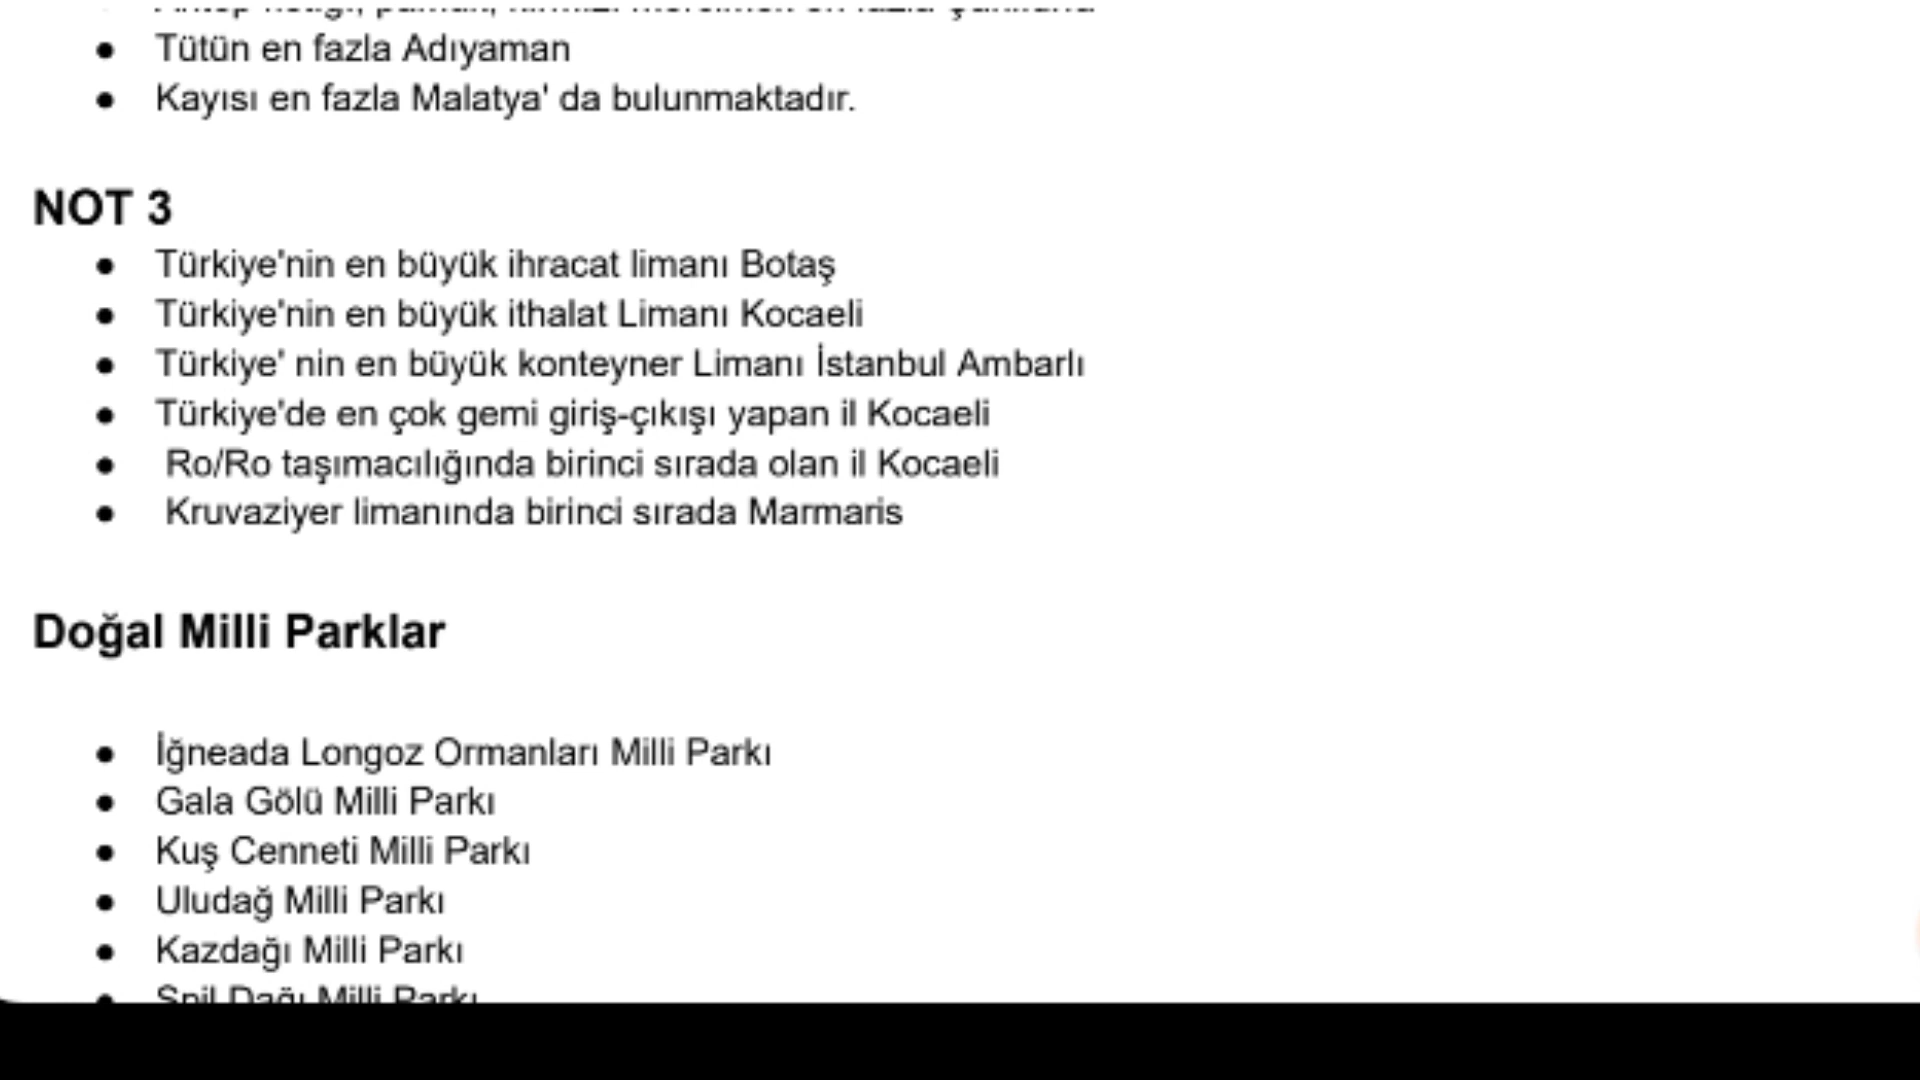 Tütün en fazla Adıyaman
Kayısı en fazla Malatya' da bulunmaktadır.
NOT 3
Türkiye'nin en büyük ihracat limanı Botaş
Türkiye'nin en büyük ithalat Limanı Kocaeli
Türkiye' nin en büyük konteyner Limanı İstanbul Ambarlı
Türkiye'de en çok gemi giriş-çıkışı yapan il Kocaeli
Ro/Ro taşımacılığında birinci sırada olan il Kocaeli
Kruvaziyer limanında birinci sırada Marmaris
Doğal Milli Parklar
İğneada Longoz Ormanları Milli Parkı
Gala Gölü Milli Parkı
Kuş Cenneti Milli Parkı
Uludağ Milli Parkı
Kazdağı Milli Parkı
Spil Dağı Milli Parkı